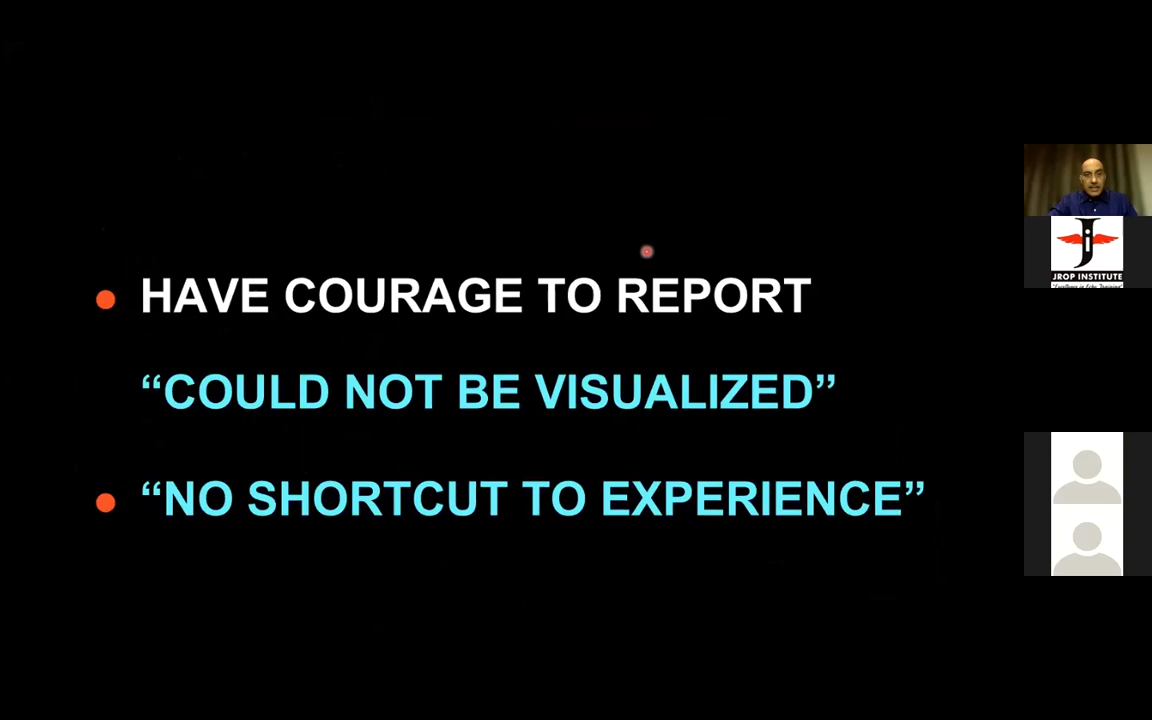 HAVE COURAGE TO REPORT
“COULD NOT BE VISUALIZED”
“NO SHORTCUT TO EXPERIENCE”
JROP INSTITUTE